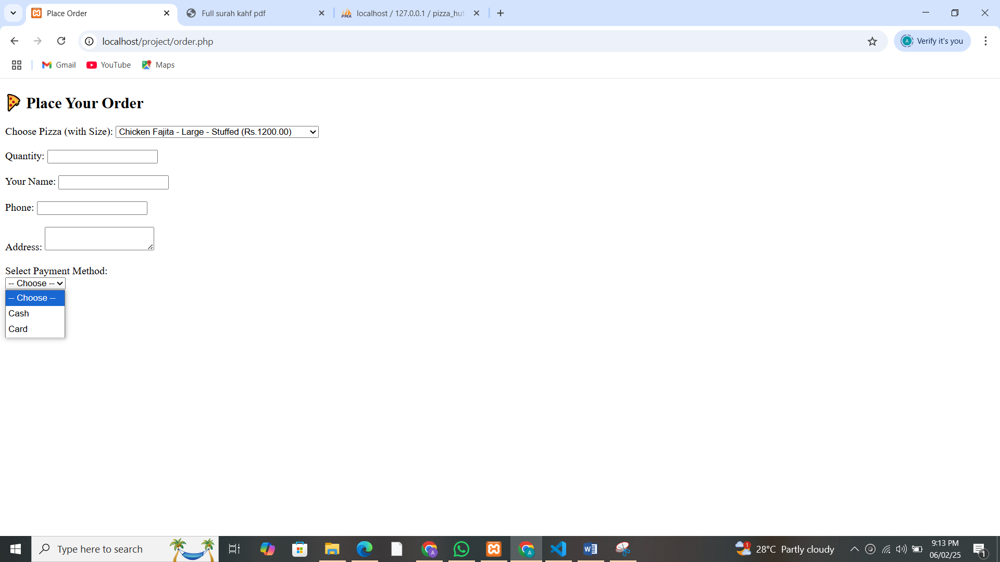 Place Order
Full surah kahf pdf
localhost / 127.0.0.1 / pizza_hut
localhost/project/order.php
A
Verify it's you
Gmail
YouTube
Maps
Place Your Order
Choose Pizza (with Size): Chicken Fajita - Large - Stuffed (Rs.1200.00)
Quantity:
Your Name:
Phone:
Address:
Select Payment Method:
-- Choose --
-- Choose --
Cash
Card
Type here to search
1
28°C Partly cloudy
9:13 PM
06/02/25
1